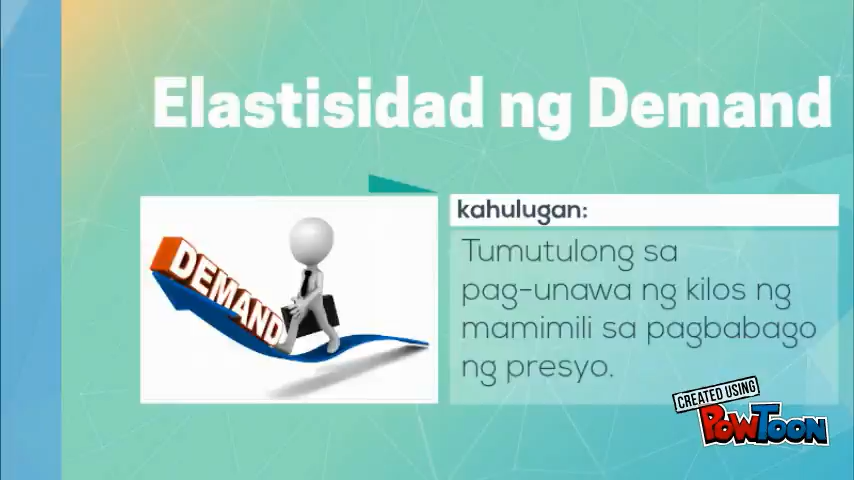 Elastisidad ng Demand
DEMAND
kahulugan:
Tumutulong sa
pag-unawa ng kilos ng
mamimili sa pagbabago
ng presyo.
CREATED USING
POWTOON